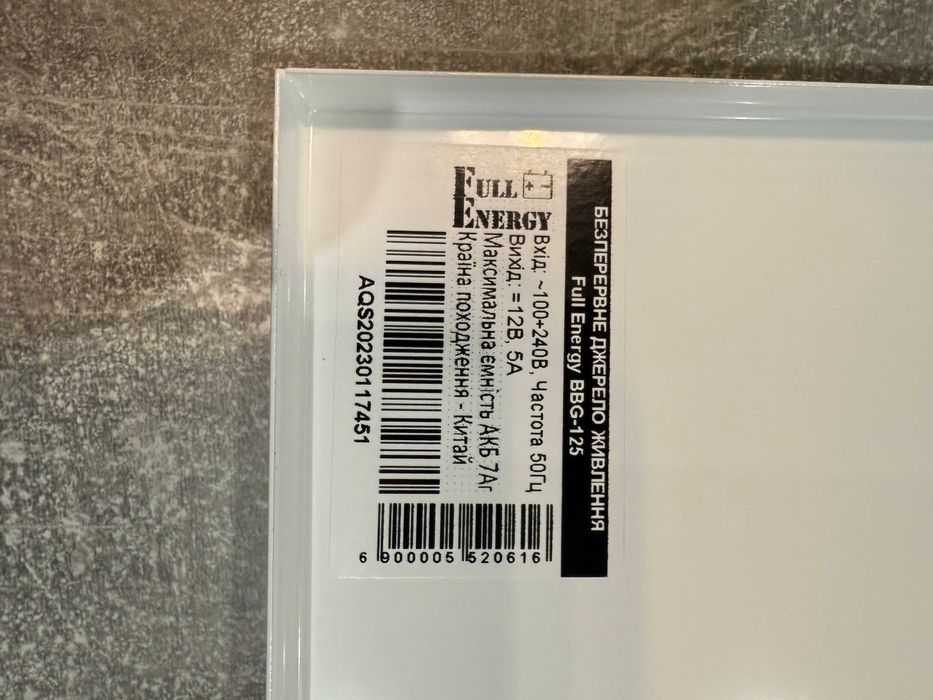 БЕЗПЕРЕРВНЕ ДЖЕРЕЛО ЖИВЛЕННЯ
Full Energy BBG-125
FULL
ENERGY
Вхід: ~100÷240В, Частота 50Гц
Вихід: =12В, 5А
Максимальна ємність АКБ 7Аг
Країна походження - Китай
AQS20230117451
6 900005 520616